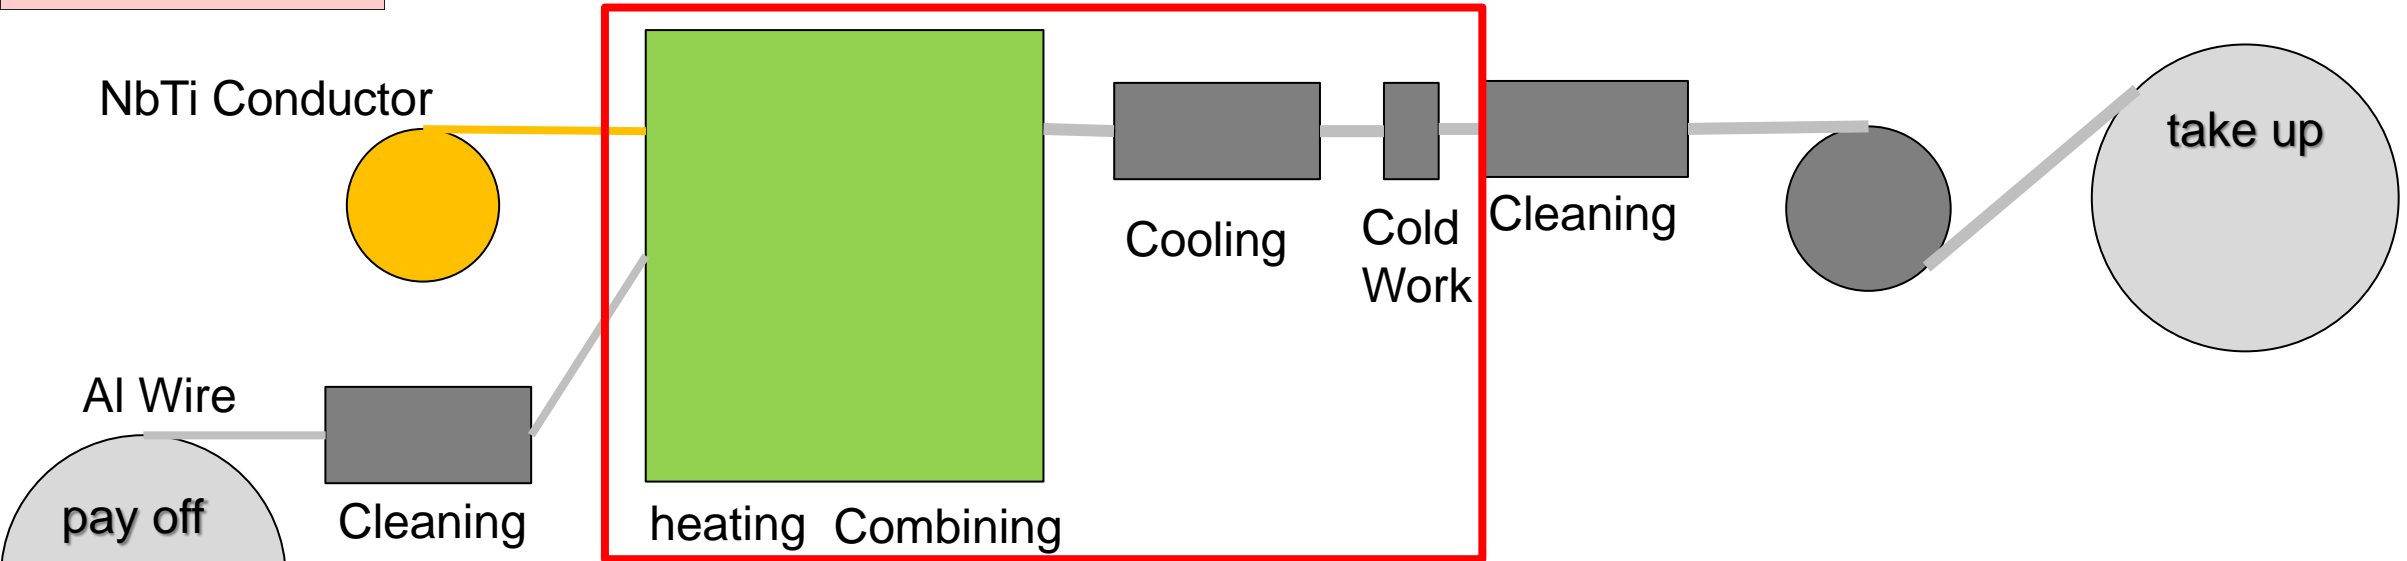 NbTi Conductor
take up
Cooling
Cold
Work
Cleaning
Al Wire
pay off
Cleaning
heating Combining